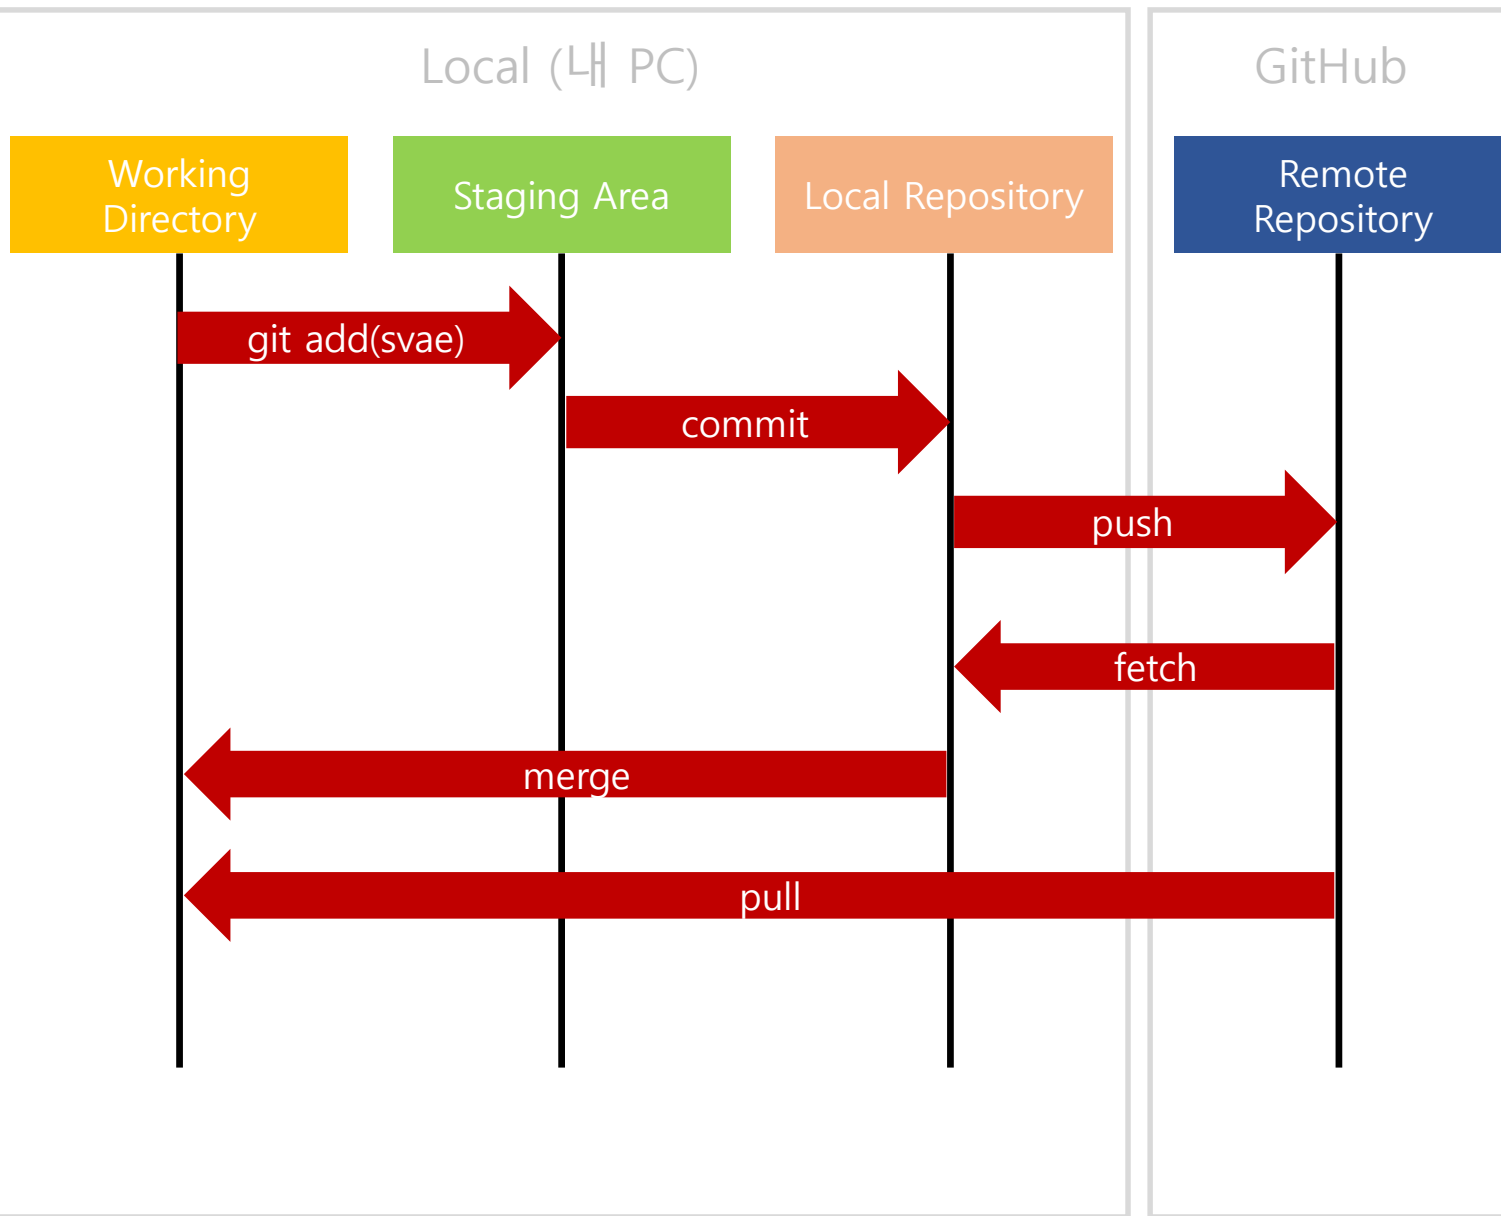 Local (내 PC)
GitHub
Working
Directory
Staging Area
Local Repository
Remote
Repository
git add(svae)
commit
push
fetch
merge
pull